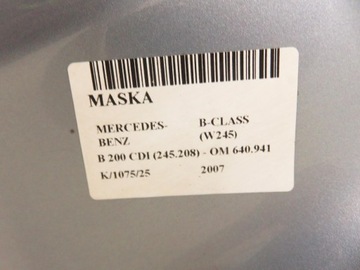 MASKA
MERCEDES-BENZ B-CLASS (W245)
B 200 CDI (245.208) - OM 640.941
K/1075/25 2007